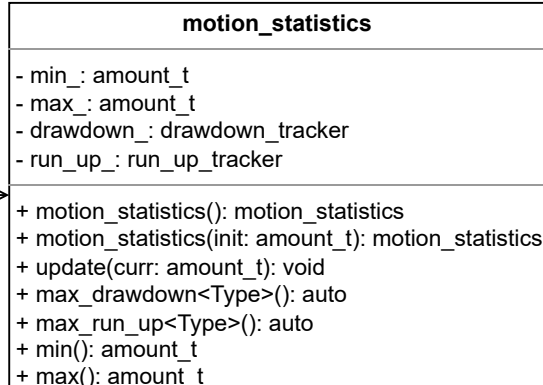 motion_statistics
- min_: amount_t
- max_: amount_t
- drawdown_: drawdown_tracker
- run_up_: run_up_tracker
+ motion_statistics(): motion_statistics
+ motion_statistics(init: amount_t): motion_statistics
+ update(curr: amount_t): void
+ max_drawdown<Type>(): auto
+ max_run_up<Type>(): auto
+ min(): amount_t
+ max(): amount_t